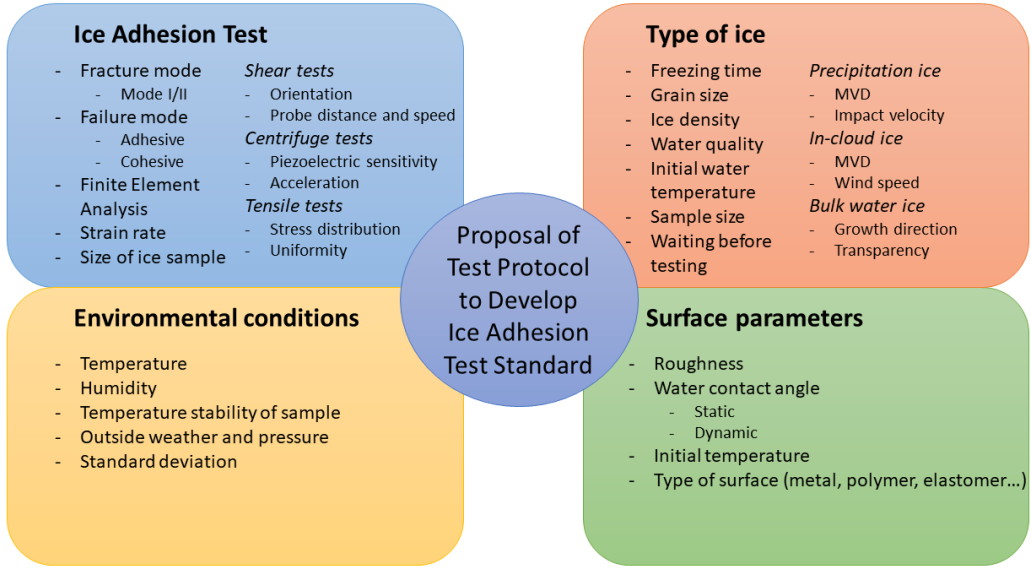 Ice Adhesion Test
- Fracture mode
- Mode I/II
- Failure mode
- Adhesive
- Cohesive
- Finite Element
Analysis
- Strain rate
- Size of ice sample
Shear tests
- Orientation
- Probe distance and speed
Centrifuge tests
- Piezoelectric sensitivity
- Acceleration
Tensile tests
- Stress distribution
- Uniformity
Type of ice
- Freezing time
- Grain size
- Ice density
- Water quality
- Initial water
temperature
- Sample size
- Waiting before
testing
Precipitation ice
- MVD
- Impact velocity
In-cloud ice
- MVD
- Wind speed
Bulk water ice
- Growth direction
- Transparency
Proposal of
Test Protocol
to Develop
Ice Adhesion
Test Standard
Environmental conditions
- Temperature
- Humidity
- Temperature stability of sample
- Outside weather and pressure
- Standard deviation
Surface parameters
- Roughness
- Water contact angle
- Static
- Dynamic
- Initial temperature
- Type of surface (metal, polymer, elastomer...)